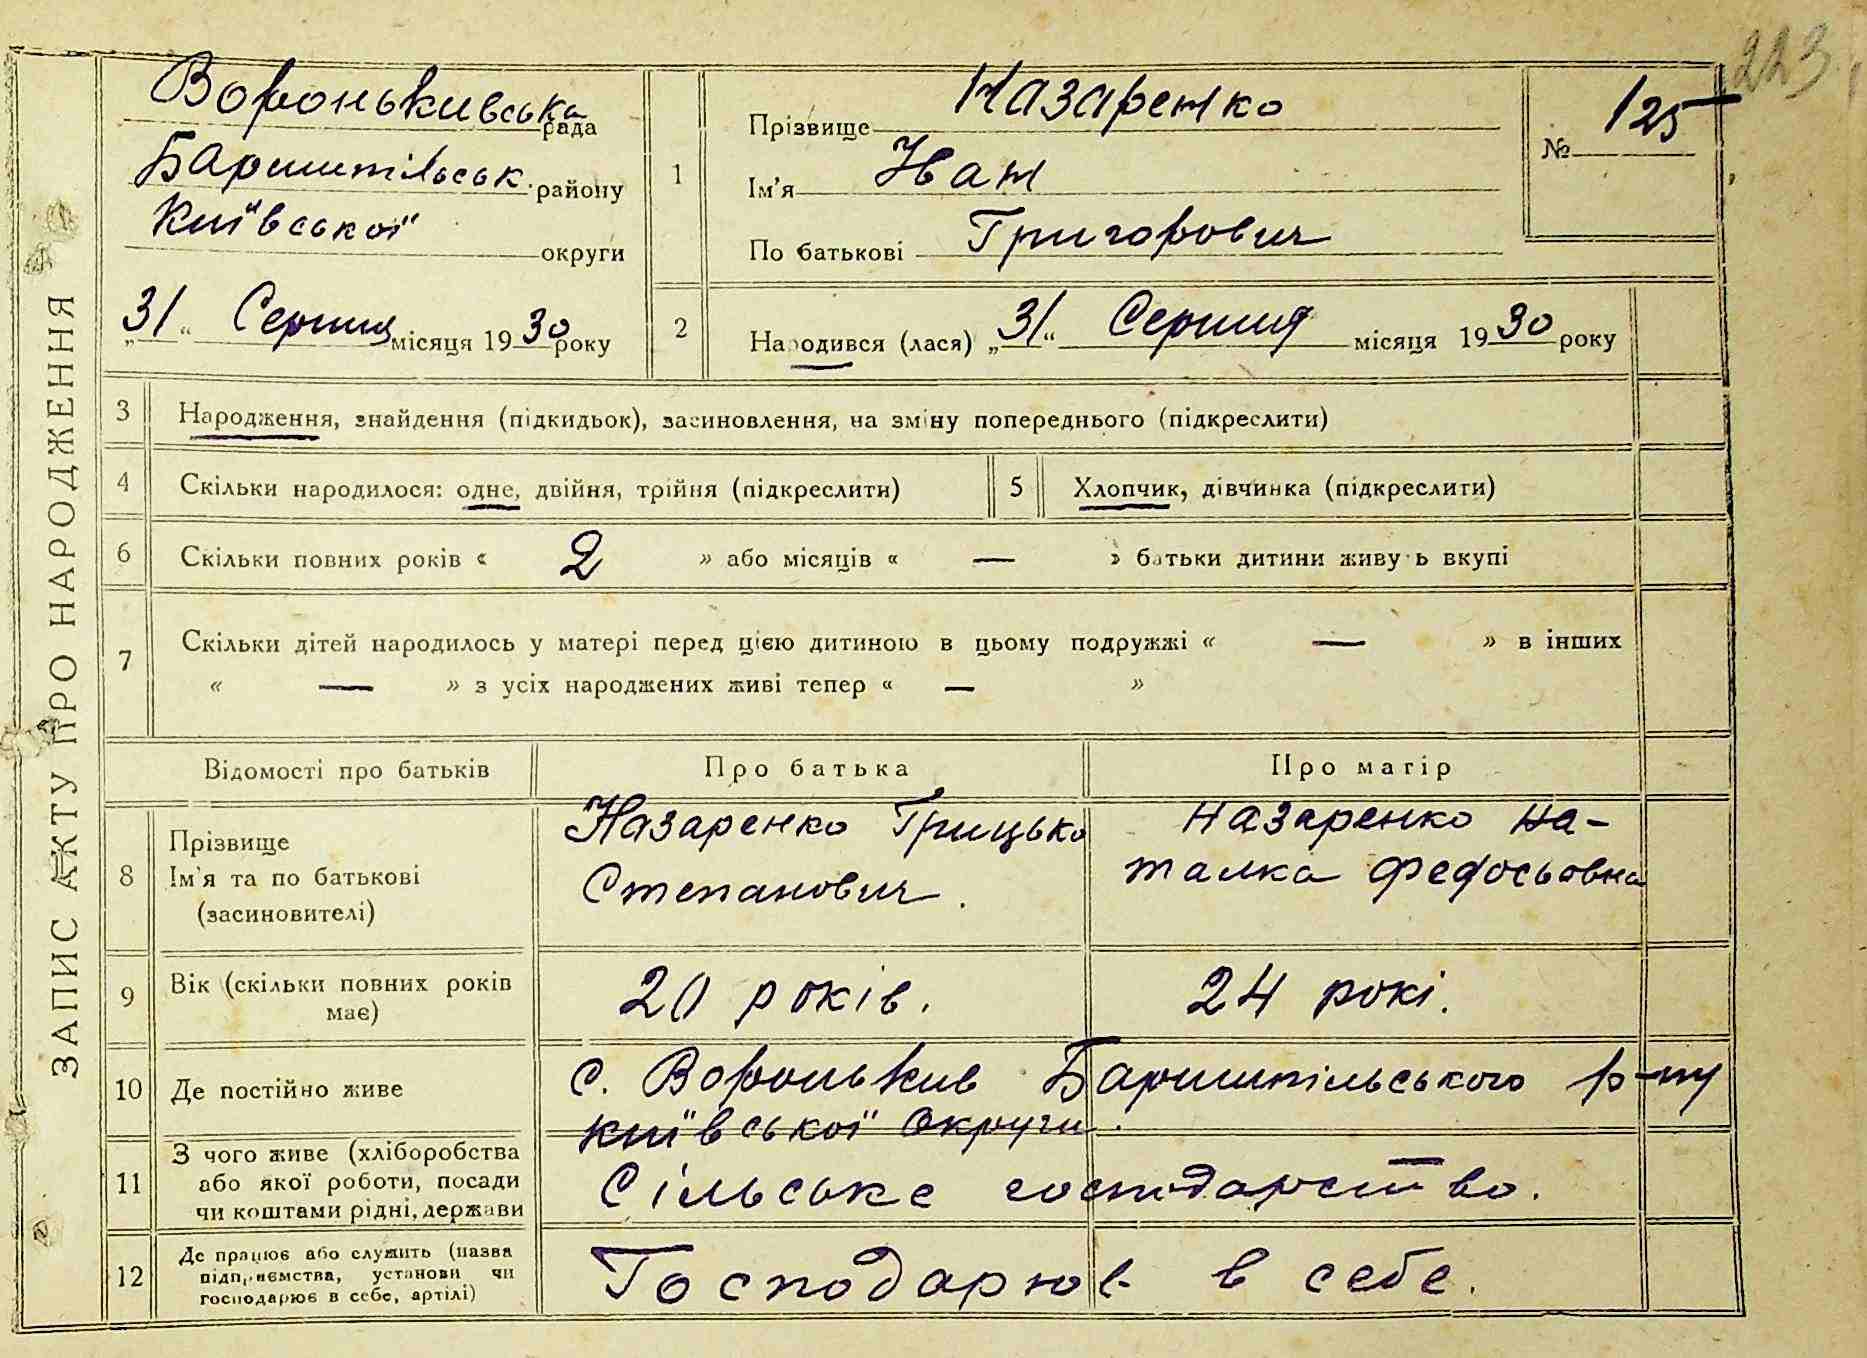 223
ЗАПИС АКТУ ПРО НАРОДЖЕННЯ
Вороньківська рада
Баришпільськ. району
Київської округи
„31“ Серпня місяця 1930 року
1
Прізвище Назаренко
Ім'я Иван
По батькові Григорович
№ 125
2
Народився (лася) „31“ Серпня місяця 1930 року
3 Народження, знайдення (підкидьок), засиновлення, на зміну попереднього (підкреслити)
4 Скільки народилося: одне, двійня, трійня (підкреслити)
5 Хлопчик, дівчинка (підкреслити)
6 Скільки повних років « 2 » або місяців « — » батьки дитини живуть вкупі
7 Скільки дітей народилось у матері перед цією дитиною в цьому подружжі « — » в інших
« — » з усіх народжених живі тепер « — »
Відомості про батьків
Про батька
Про матір
8 Прізвище
Ім'я та по батькові
(засиновителі)
Назаренко Грицько
Степанович.
Назаренко На-
талка Федосьовна
9 Вік (скільки повних років
має)
20 років.
24 рокі.
10 Де постійно живе
с. Вороньків Баришпільського р-ну
Київської Округи.
11 З чого живе (хліборобства
або якої роботи, посади
чи коштами рідні, держави
Сільське господарство.
12 Де працює або служить (назва
підприємства, установи чи
господарює в себе, артілі)
Господарює в себе.